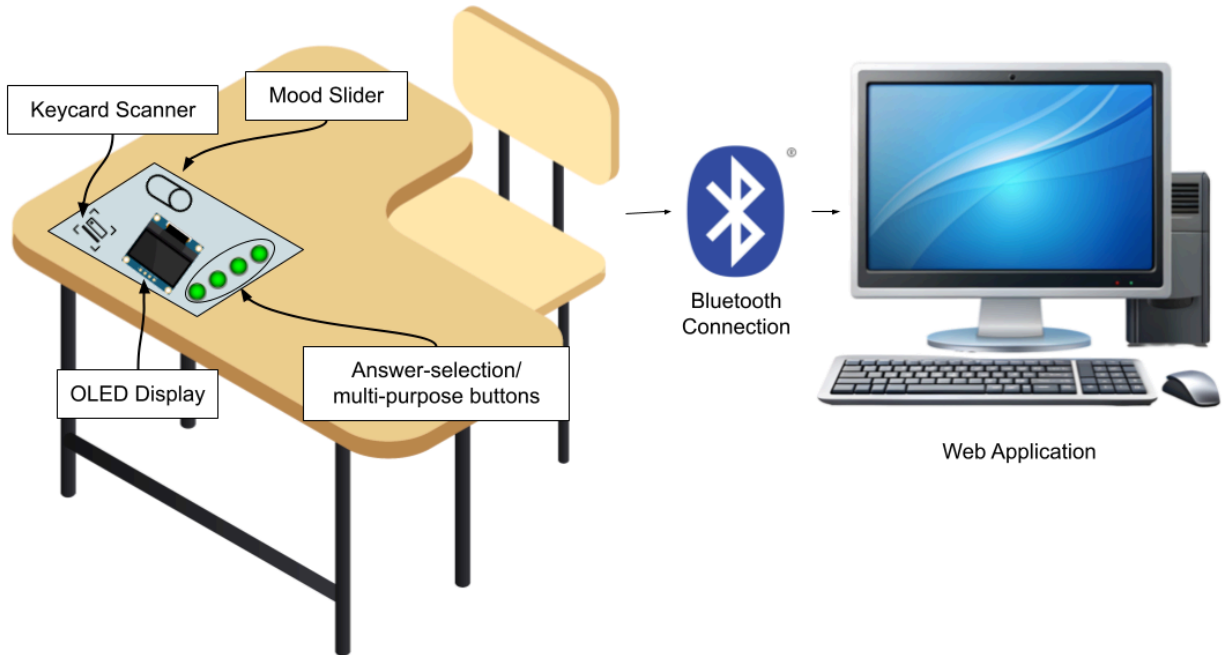 Keycard Scanner
Mood Slider
OLED Display
Answer-selection/
multi-purpose buttons
®
Bluetooth
Connection
Web Application